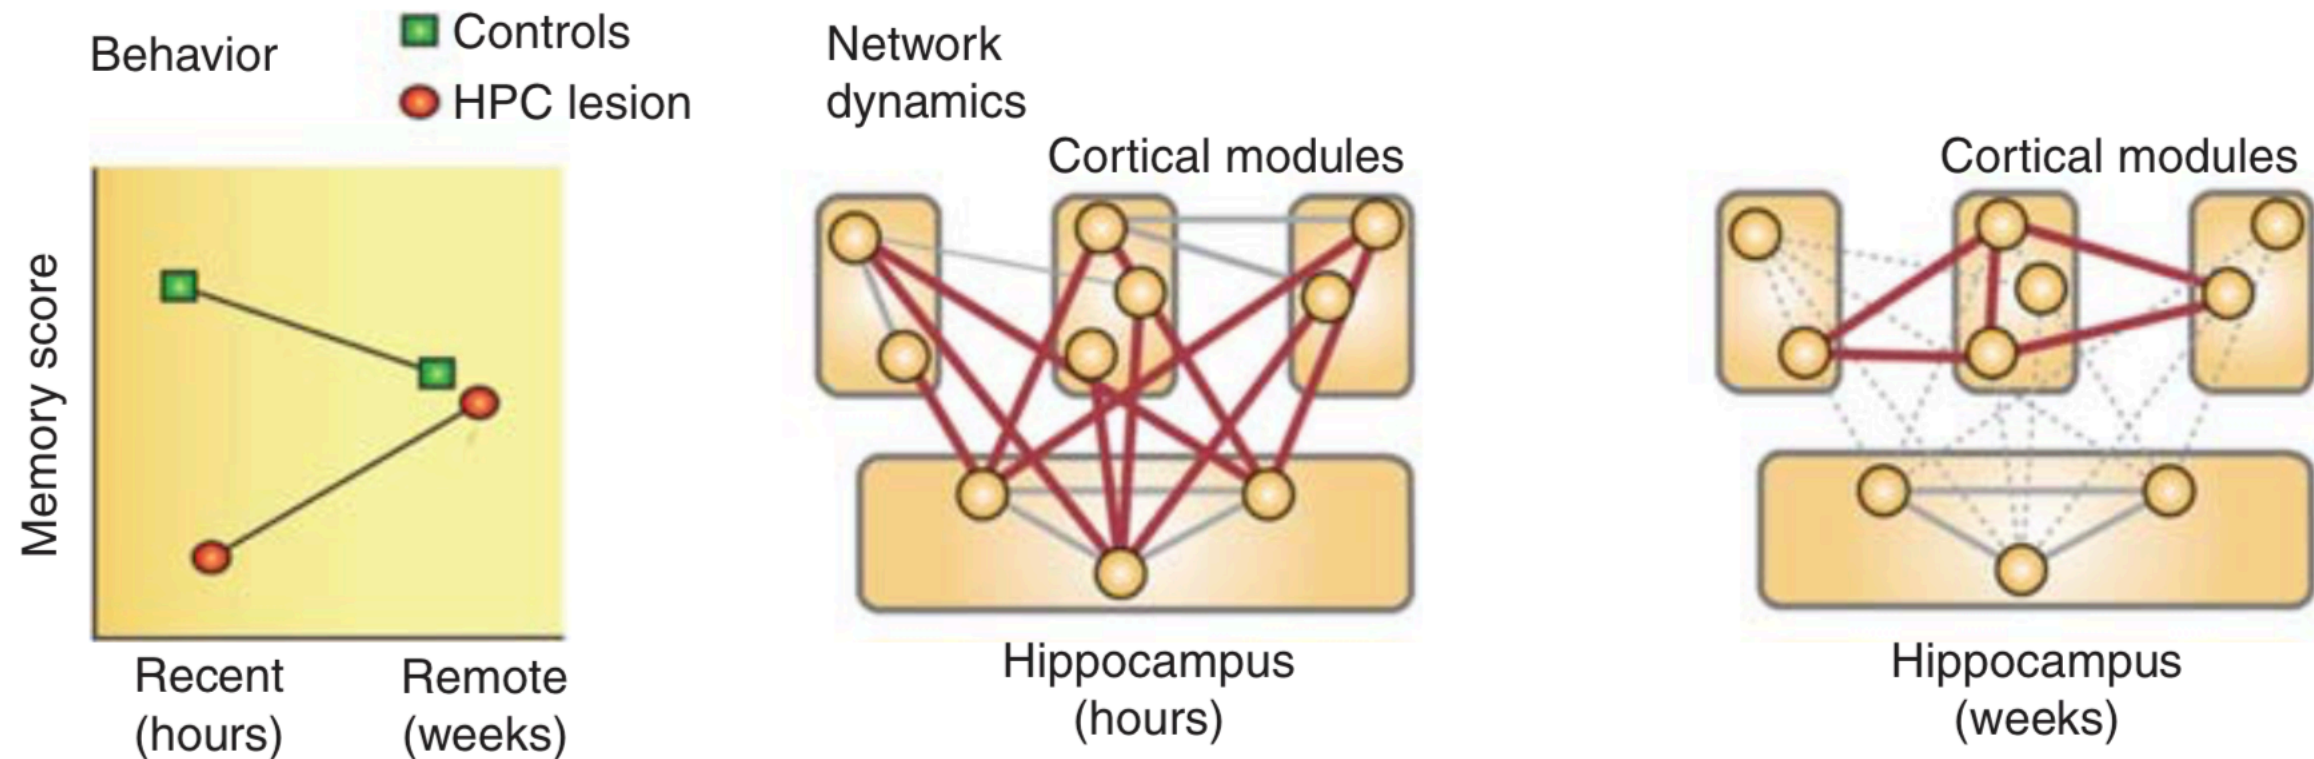 Behavior
Controls
HPC lesion
Memory score
Recent
(hours)
Remote
(weeks)
Network
dynamics
Cortical modules
Hippocampus
(hours)
Cortical modules
Hippocampus
(weeks)